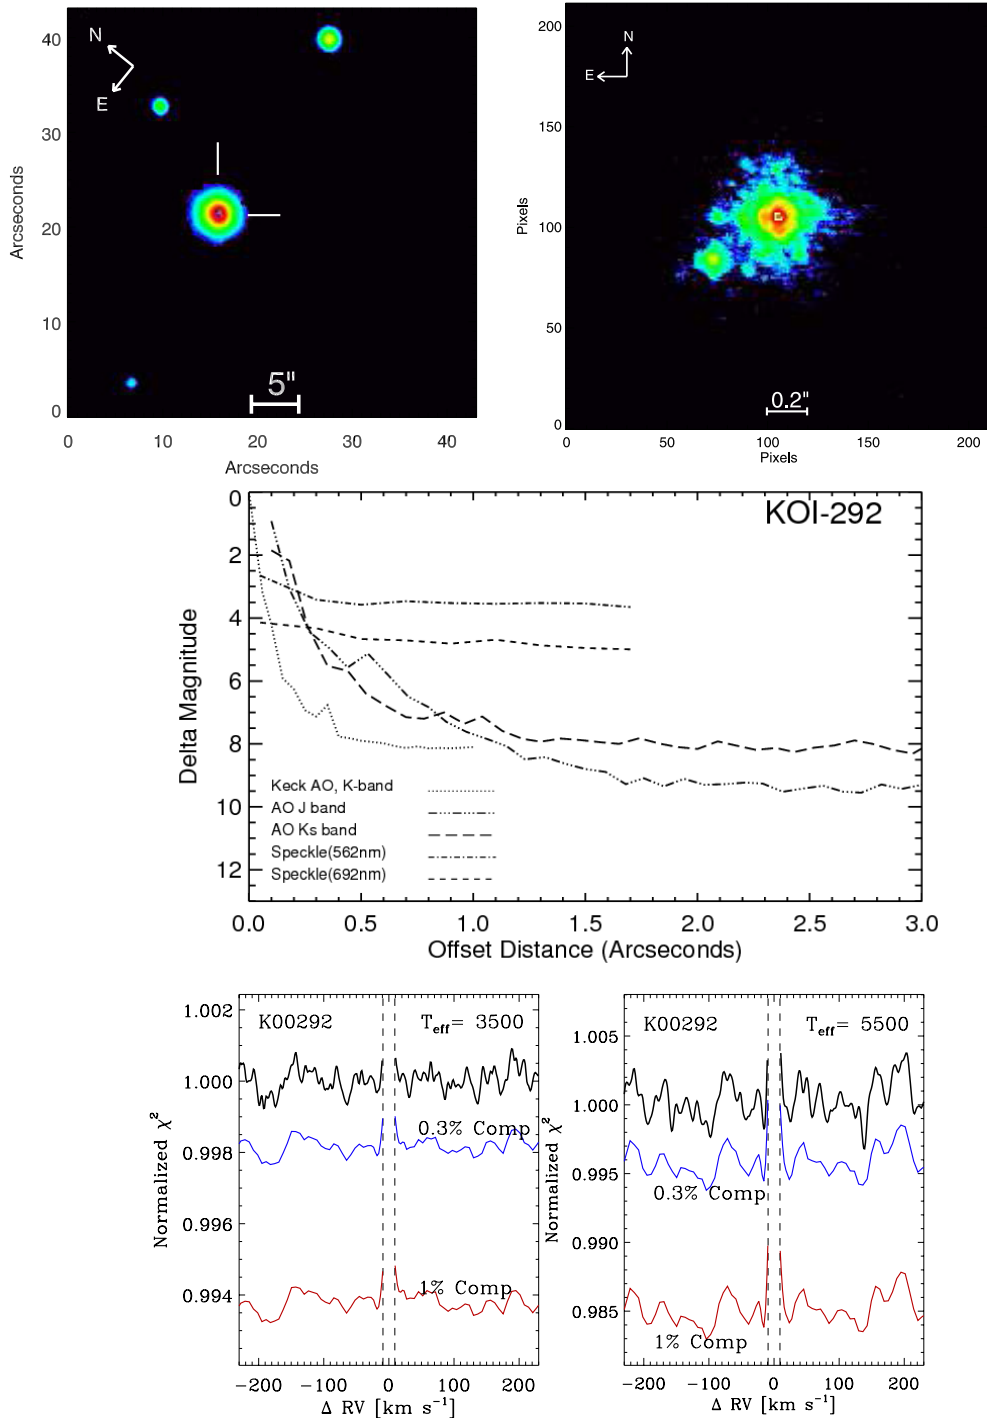 40
30
20
10
0
Arcseconds
N
E
5"
0 10 20 30 40
Arcseconds
200
150
100
50
0
Pixels
N
E
0.2"
0 50 100 150 200
Pixels
KOI-292
0
2
4
6
8
10
12
Delta Magnitude
Keck AO, K-band
AO J band
AO Ks band
Speckle(562nm)
Speckle(692nm)
0.0 0.5 1.0 1.5 2.0 2.5 3.0
Offset Distance (Arcseconds)
1.002
1.000
0.998
0.996
0.994
Normalized χ²
K00292 Teff= 3500
0.3% Comp
1% Comp
−200 −100 0 100 200
Δ RV [km s⁻¹]
1.005
1.000
0.995
0.990
0.985
Normalized χ²
K00292 Teff= 5500
0.3% Comp
1% Comp
−200 −100 0 100 200
Δ RV [km s⁻¹]